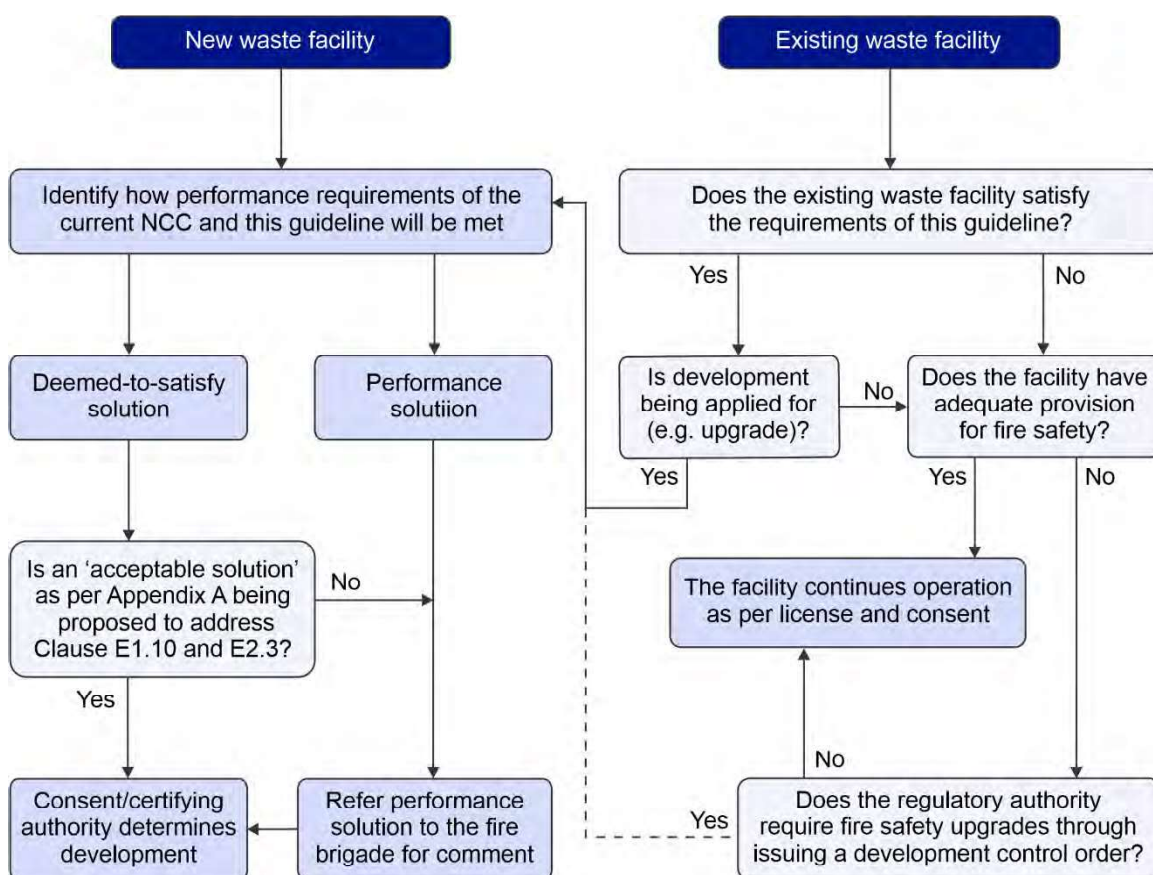 New waste facility
Existing waste facility
Identify how performance requirements of the
current NCC and this guideline will be met
Does the existing waste facility satisfy
the requirements of this guideline?
Yes
No
Deemed-to-satisfy
solution
Performance
solutiion
Is development
being applied for
(e.g. upgrade)?
No
Does the facility have
adequate provision
for fire safety?
Yes
Yes
No
Is an ‘acceptable solution’
as per Appendix A being
proposed to address
Clause E1.10 and E2.3?
No
The facility continues operation
as per license and consent
Yes
No
Consent/certifying
authority determines
development
Refer performance
solution to the fire
brigade for comment
Yes
Does the regulatory authority
require fire safety upgrades through
issuing a development control order?